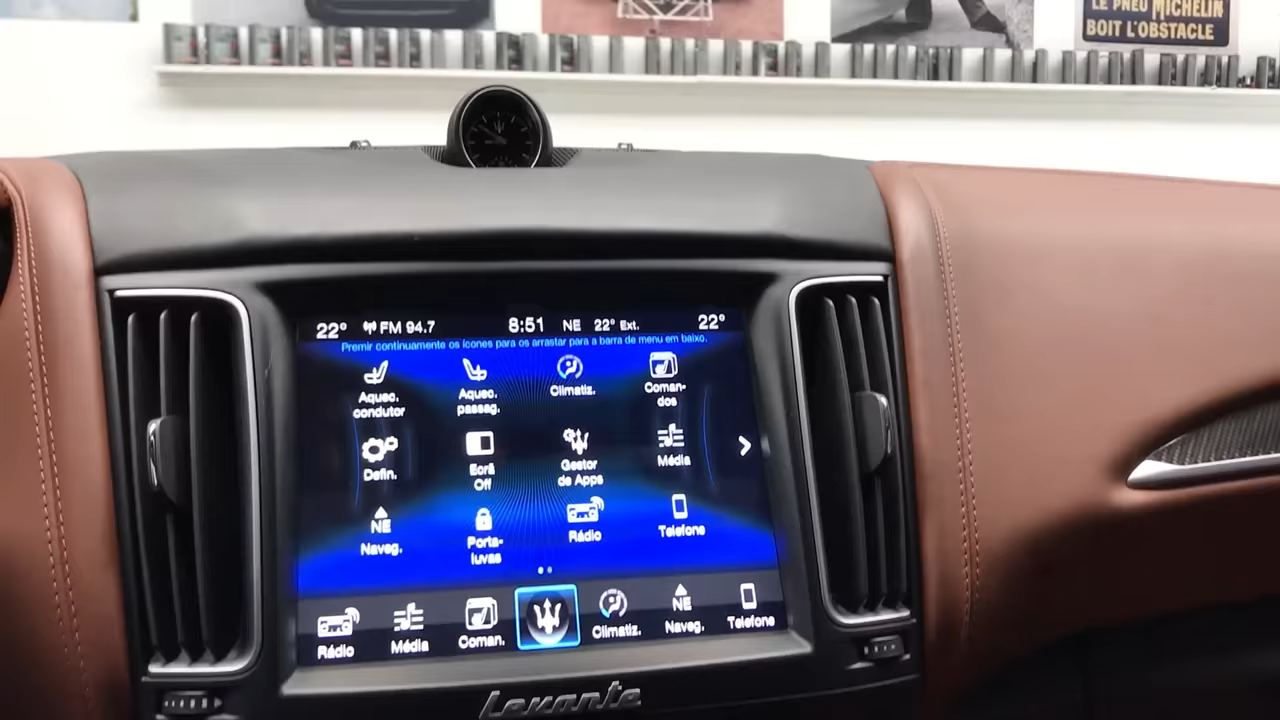 LE PNEU MICHELIN
BOIT L'OBSTACLE
22° FM 94.7 8:51 NE 22° Ext. 22°
Premir continuamente os ícones para os arrastar para a barra de menu em baixo.
Aquec.
condutor
Aquec.
passag.
Climatiz.
Coman-
dos
Defin.
Ecrã
Off
Gestor
de Apps
Média
NE
Naveg.
Porta-
luvas
Rádio
Telefone
Rádio
Média
Coman.
Climatiz.
NE
Naveg.
Telefone
Levante